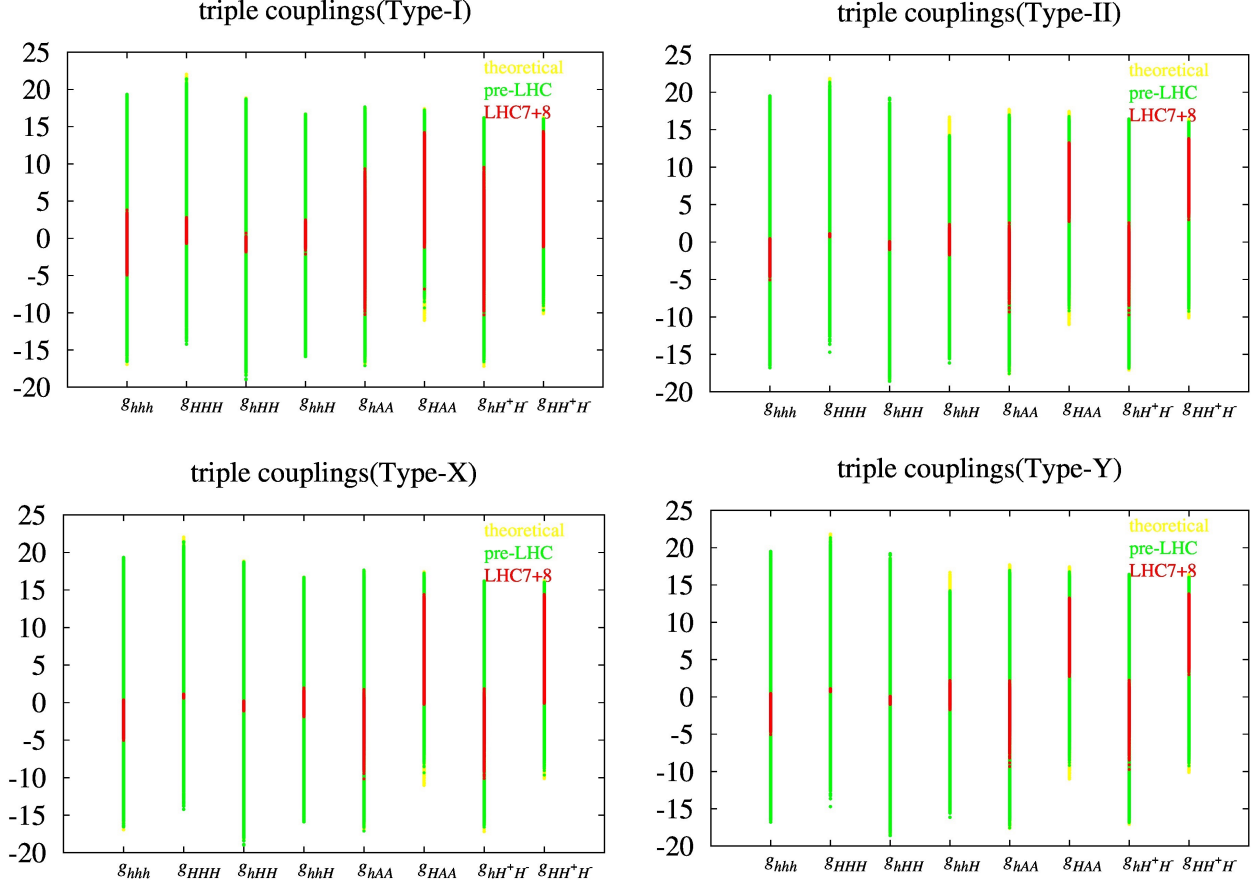 triple couplings(Type-I)
25
20
15
10
5
0
-5
-10
-15
-20
theoretical
pre-LHC
LHC7+8
g_hhh g_HHH g_hHH g_hhH g_hAA g_HAA g_hH⁺H⁻ g_HH⁺H⁻
triple couplings(Type-II)
25
20
15
10
5
0
-5
-10
-15
-20
theoretical
pre-LHC
LHC7+8
g_hhh g_HHH g_hHH g_hhH g_hAA g_HAA g_hH⁺H⁻ g_HH⁺H⁻
triple couplings(Type-X)
25
20
15
10
5
0
-5
-10
-15
-20
theoretical
pre-LHC
LHC7+8
g_hhh g_HHH g_hHH g_hhH g_hAA g_HAA g_hH⁺H⁻ g_HH⁺H⁻
triple couplings(Type-Y)
25
20
15
10
5
0
-5
-10
-15
-20
theoretical
pre-LHC
LHC7+8
g_hhh g_HHH g_hHH g_hhH g_hAA g_HAA g_hH⁺H⁻ g_HH⁺H⁻